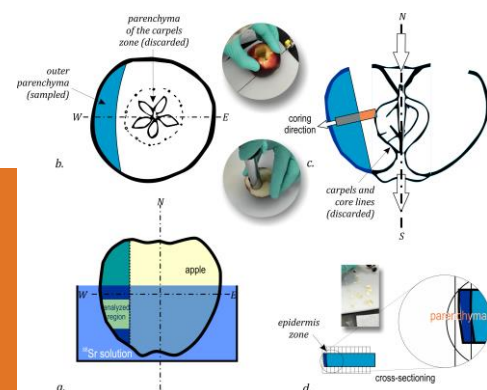 parenchyma
of the carpels
zone (discarded)
outer
parenchyma
(sampled)
W
E
b.
N
coring
direction
c.
carpels and
core lines
(discarded)
S
N
apple
W
E
analyzed
region
Sr solution
a.
epidermis
zone
parenchyma
cross-sectioning
d.